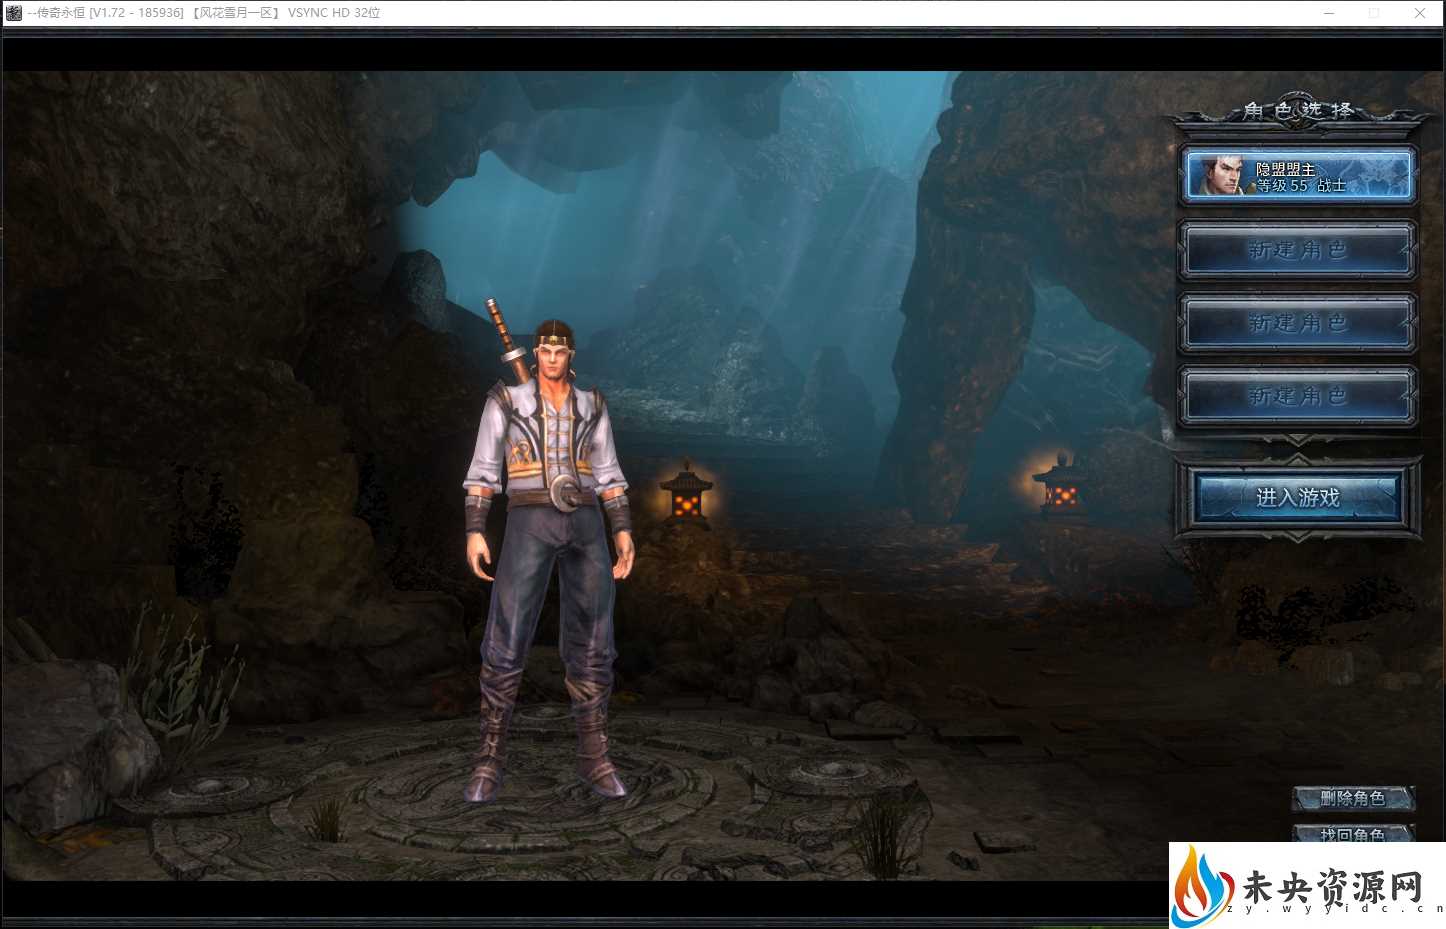 --传奇永恒 [V1.72 - 185936] 【风花雪月一区】 VSYNC HD 32位
角色选择
隐盟盟主
等级 55 战士
新建角色
新建角色
新建角色
进入游戏
删除角色
找回角色
未央资源网
zy.wyyidc.cn